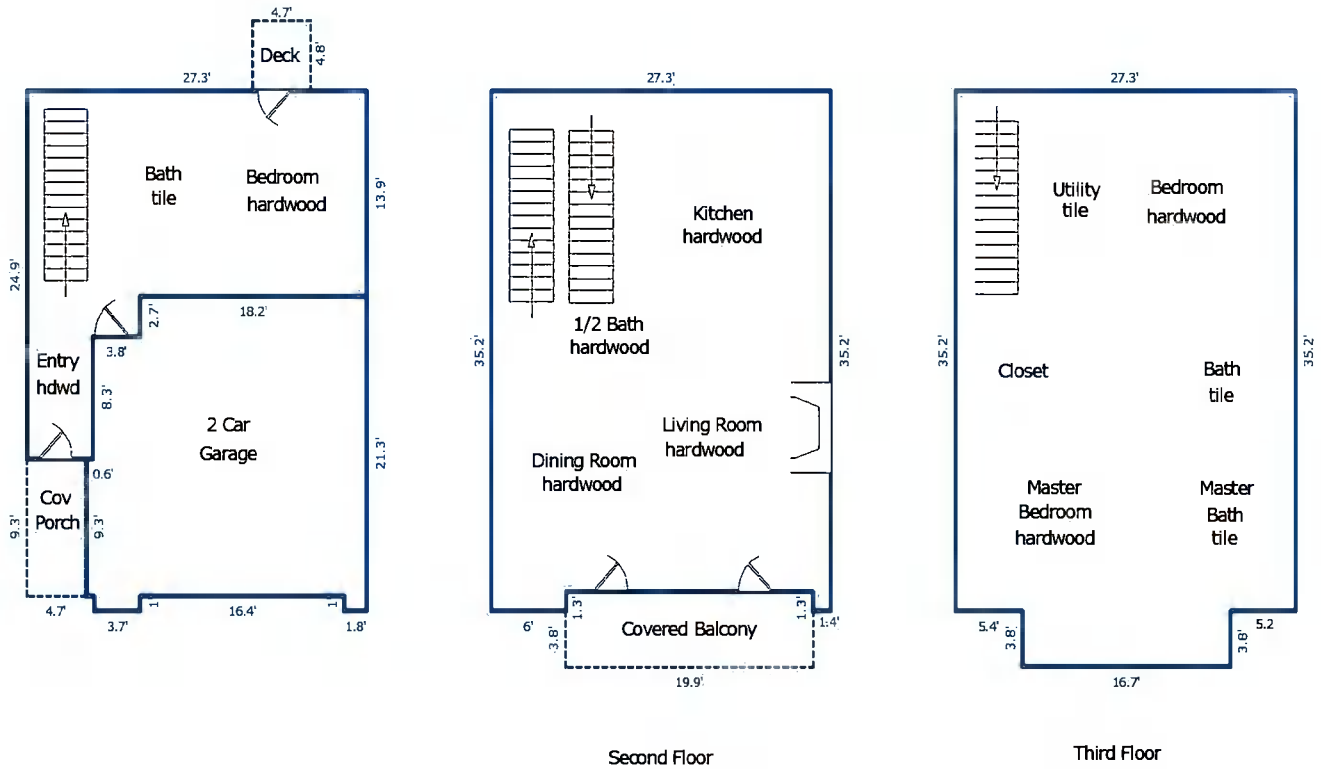 4.7'
Deck
4.8'
27.3'
Bath
tile
Bedroom
hardwood
13.9'
24.9'
2.7'
18.2'
3.8'
Entry
hdwd
8.3'
2 Car
Garage
21.3'
0.6'
Cov
Porch
9.3'
9.3'
4.7'
3.7'
1'
16.4'
1'
1.8'
27.3'
Kitchen
hardwood
1/2 Bath
hardwood
35.2'
35.2'
Living Room
hardwood
Dining Room
hardwood
6'
3.8'
1.3'
Covered Balcony
1.3'
1.4'
19.9'
Second Floor
27.3'
Utility
tile
Bedroom
hardwood
35.2'
35.2'
Closet
Bath
tile
Master
Bedroom
hardwood
Master
Bath
tile
5.4'
3.8'
16.7'
3.8'
5.2
Third Floor